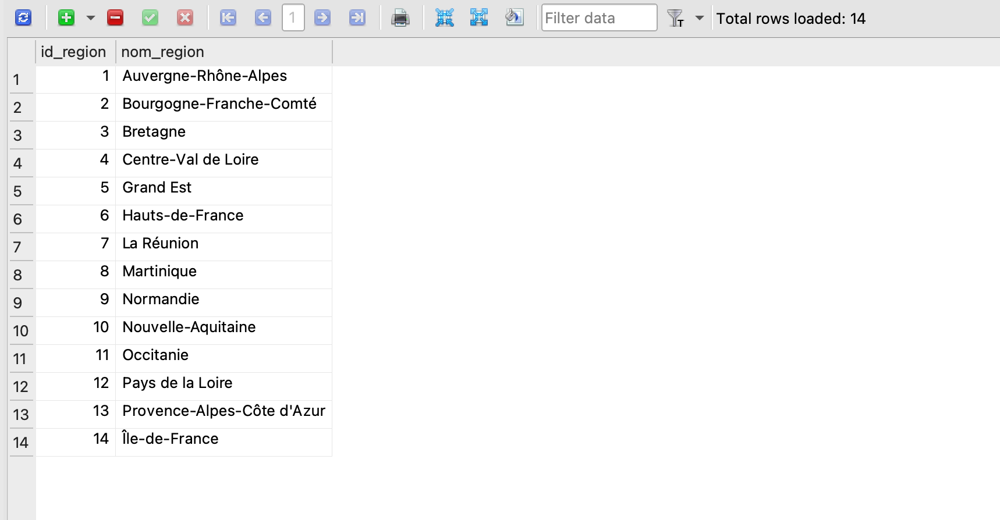 1 Filter data Total rows loaded: 14
id_region nom_region
1 1 Auvergne-Rhône-Alpes
2 2 Bourgogne-Franche-Comté
3 3 Bretagne
4 4 Centre-Val de Loire
5 5 Grand Est
6 6 Hauts-de-France
7 7 La Réunion
8 8 Martinique
9 9 Normandie
10 10 Nouvelle-Aquitaine
11 11 Occitanie
12 12 Pays de la Loire
13 13 Provence-Alpes-Côte d'Azur
14 14 Île-de-France